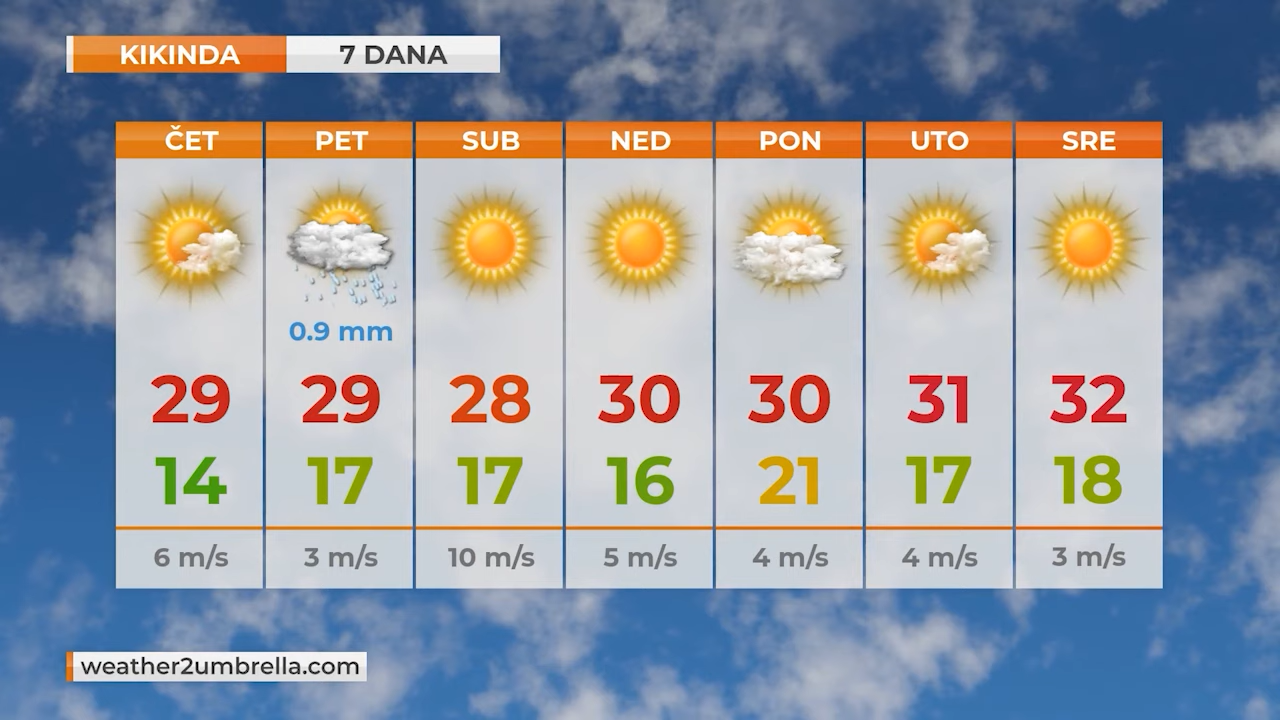 KIKINDA 7 DANA
ČET PET SUB NED PON UTO SRE
0.9 mm
29 29 28 30 30 31 32
14 17 17 16 21 17 18
6 m/s 3 m/s 10 m/s 5 m/s 4 m/s 4 m/s 3 m/s
weather2umbrella.com